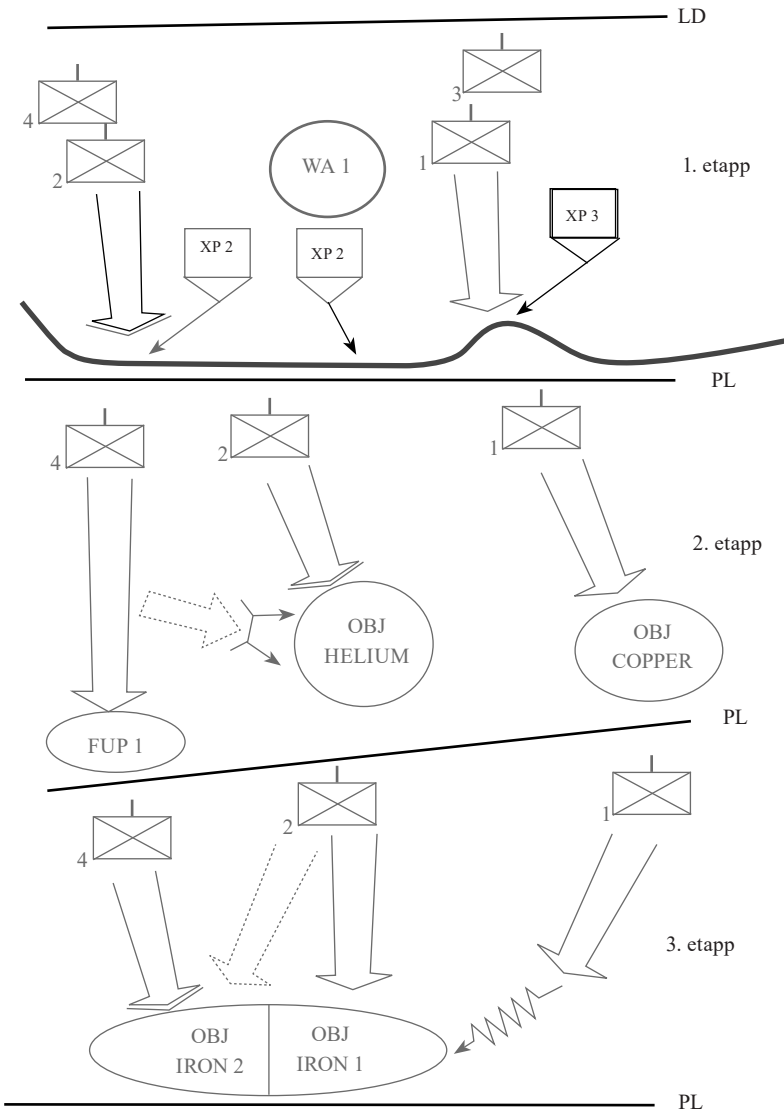 LD
3
4
1
2
WA 1
1. etapp
XP 2
XP 2
XP 3
PL
4
2
1
2. etapp
OBJ
HELIUM
OBJ
COPPER
PL
FUP 1
4
2
1
3. etapp
OBJ
IRON 2
OBJ
IRON 1
PL